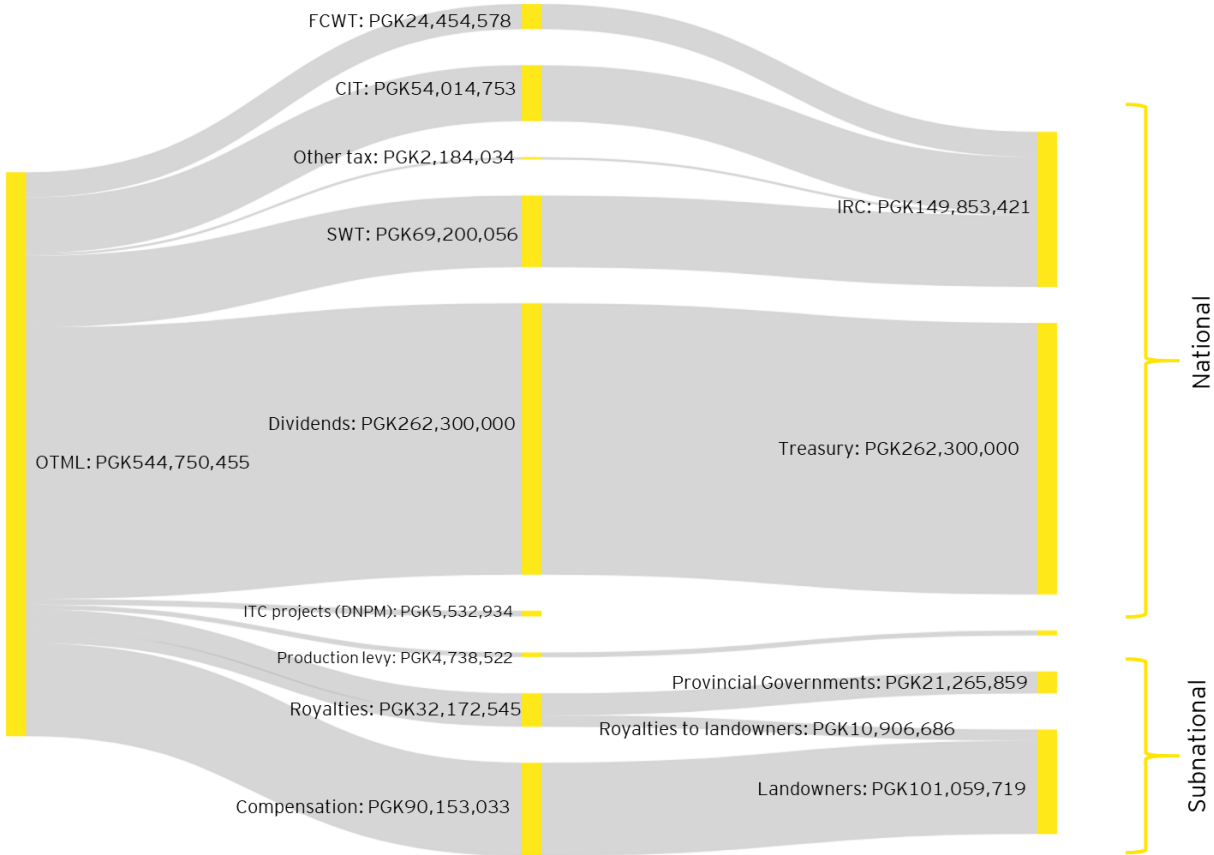 FCWT: PGK24,454,578
CIT: PGK54,014,753
Other tax: PGK2,184,034
IRC: PGK149,853,421
SWT: PGK69,200,056
National
Dividends: PGK262,300,000
Treasury: PGK262,300,000
OTML: PGK544,750,455
ITC projects (DNPM): PGK5,532,934
Production levy: PGK4,738,522
Provincial Governments: PGK21,265,859
Royalties: PGK32,172,545
Royalties to landowners: PGK10,906,686
Subnational
Landowners: PGK101,059,719
Compensation: PGK90,153,033